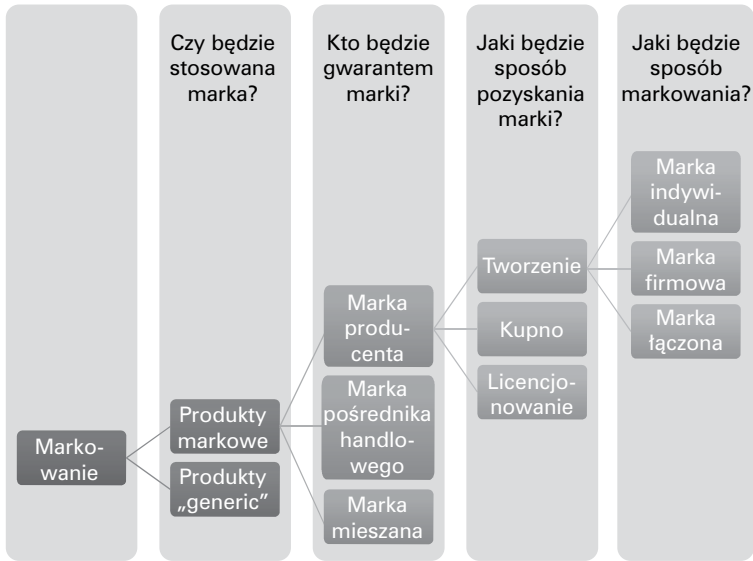 Czy będzie
stosowana
marka?
Kto będzie
gwarantem
marki?
Jaki będzie
sposób
pozyskania
marki?
Jaki będzie
sposób
markowania?
Marko-
wanie
Produkty
markowe
Produkty
„generic”
Marka
produ-
centa
Marka
pośrednika
handlo-
wego
Marka
mieszana
Tworzenie
Kupno
Licencjo-
nowanie
Marka
indywi-
dualna
Marka
firmowa
Marka
łączona